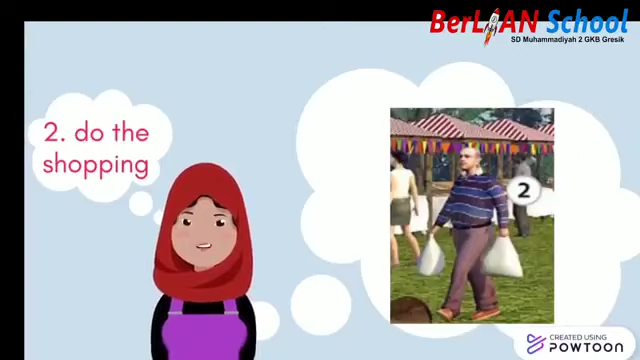 BerLIAN School
SD Muhammadiyah 2 GKB Gresik
2. do the
shopping
2
CREATED USING
POWTOON